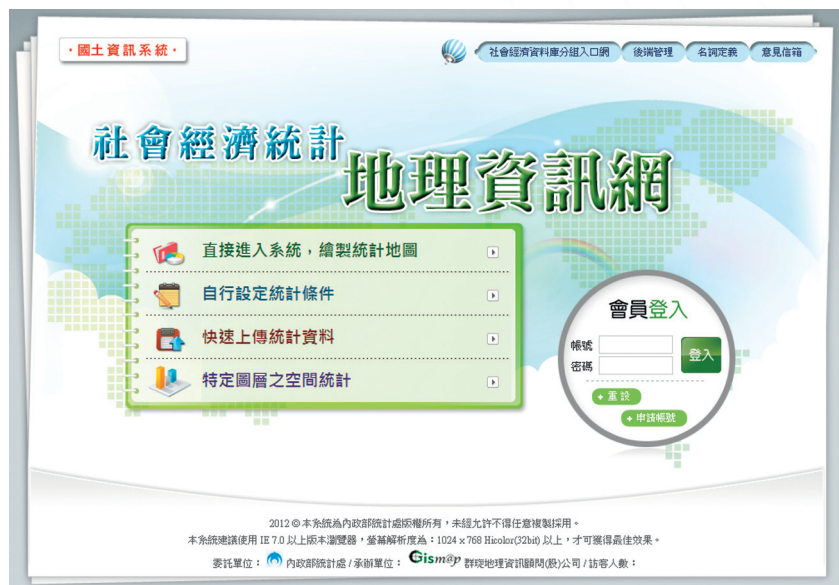 ·國土資訊系統·
社會經濟資料庫分組入口網 後端管理 名詞定義 意見信箱
社會經濟統計
地理資訊網
直接進入系統，繪製統計地圖
自行設定統計條件
快速上傳統計資料
特定圖層之空間統計
會員登入
帳號
密碼
登入
+ 重設
+ 申請帳號
2012 © 本系統為內政部統計處版權所有，未經允許不得任意複製採用。
本系統建議使用 IE 7.0 以上版本瀏覽器，螢幕解析度為：1024 x 768 Hicolor(32bit) 以上，才可獲得最佳效果。
委託單位： 內政部統計處 / 承辦單位： Gism@p 群琁地理資訊顧問(股)公司 / 訪客人數：